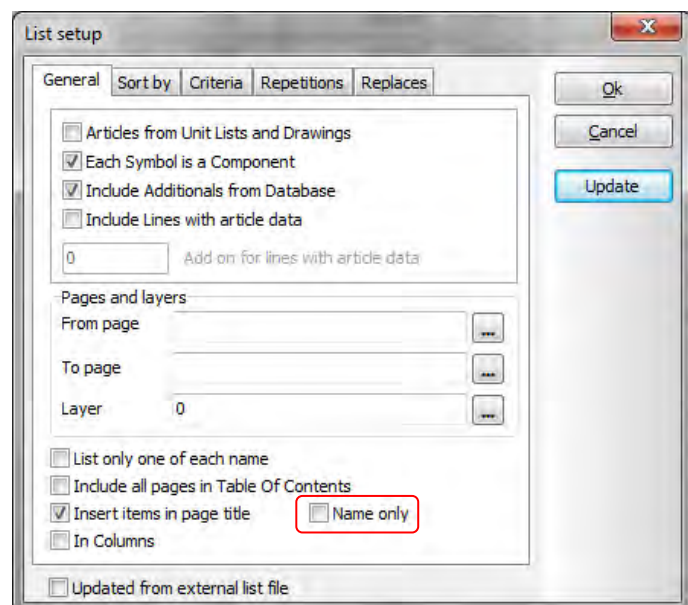 List setup
General Sort by Criteria Repetitions Replaces
Ok
Articles from Unit Lists and Drawings
Cancel
Each Symbol is a Component
Include Additionals from Database
Update
Include Lines with article data
0 Add on for lines with article data
Pages and layers
From page ...
To page ...
Layer 0 ...
List only one of each name
Include all pages in Table Of Contents
Insert items in page title Name only
In Columns
Updated from external list file